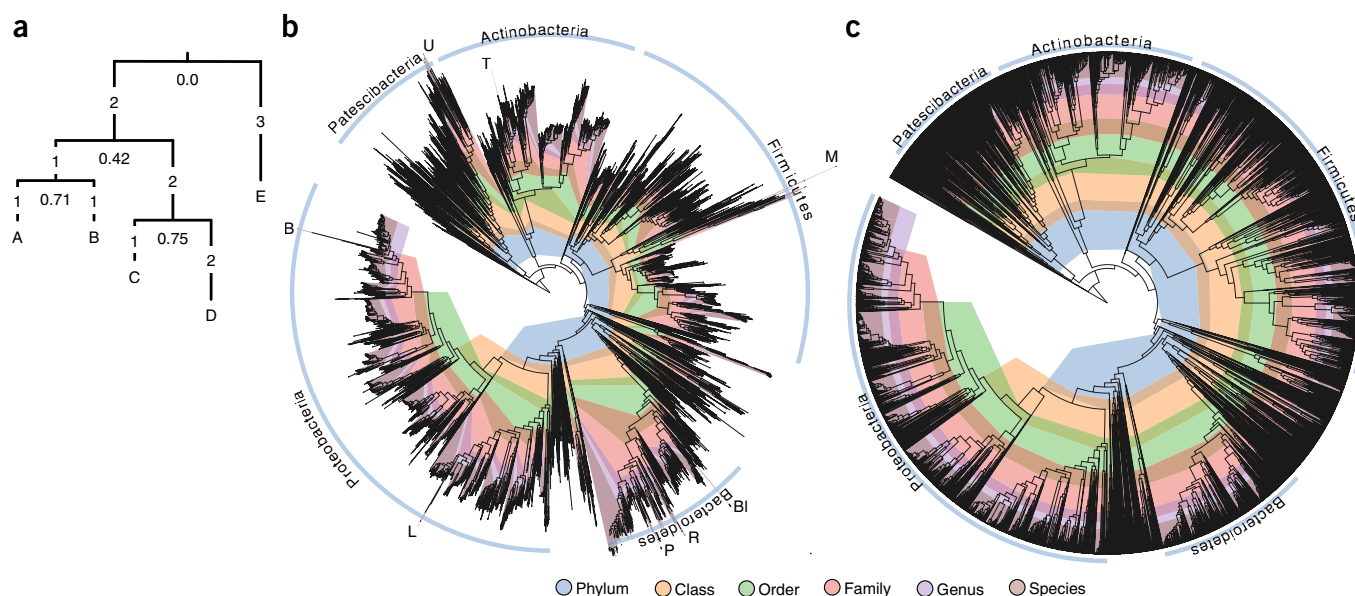 a
0.0
2
3
1
0.42
2
E
1
0.71
1
A
B
1
0.75
2
C
D
b
U
Actinobacteria
T
Patescibacteria
Firmicutes
M
B
Proteobacteria
L
Bacteroidetes
BI
R
P
c
Actinobacteria
Patescibacteria
Firmicutes
Proteobacteria
Bacteroidetes
Phylum Class Order Family Genus Species